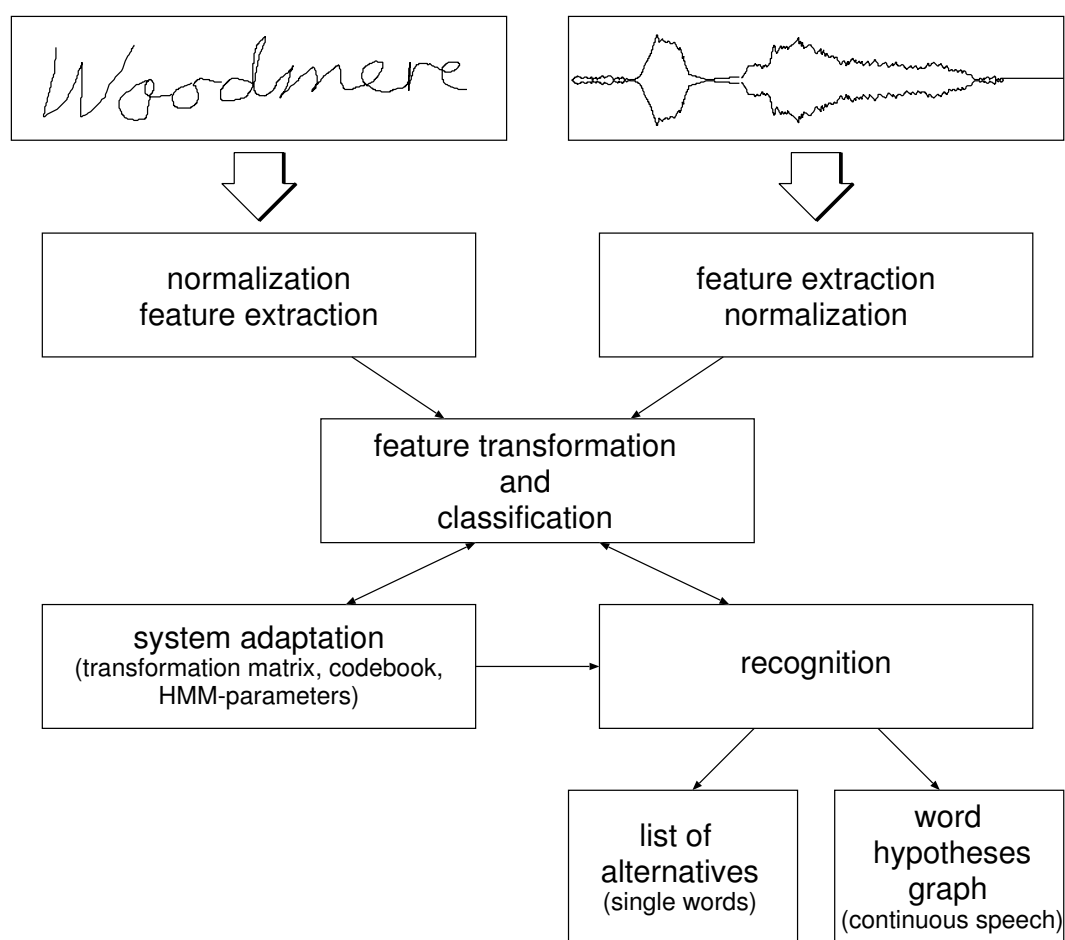 Woodmere
normalization
feature extraction
feature extraction
normalization
feature transformation
and
classification
system adaptation
(transformation matrix, codebook,
HMM-parameters)
recognition
list of
alternatives
(single words)
word
hypotheses
graph
(continuous speech)